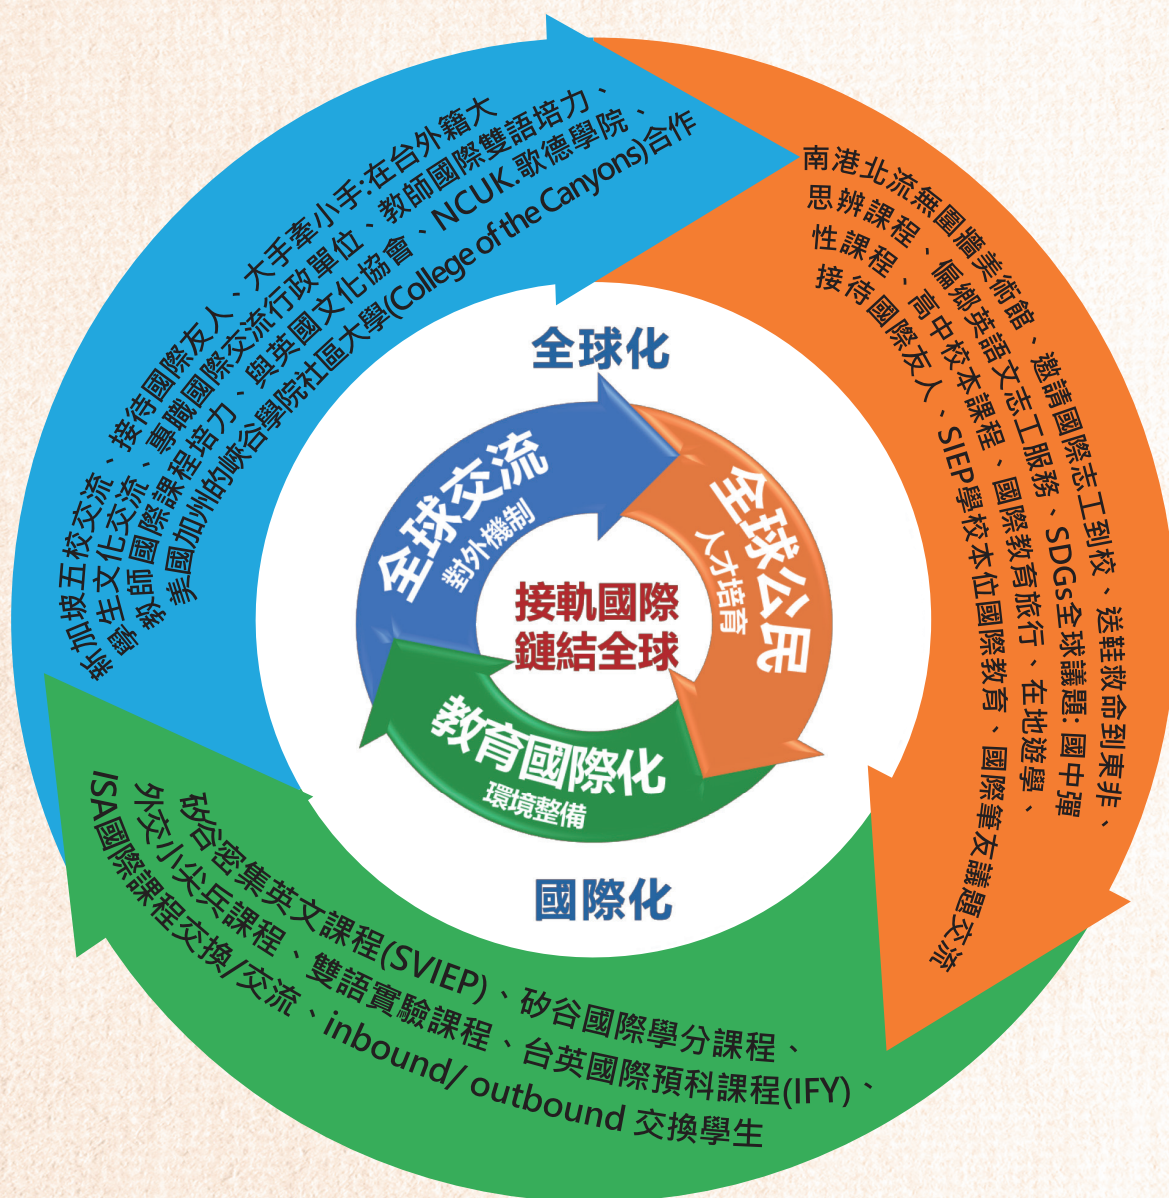 新加坡五校交流、接待國際友人、大手牽小手:在台外籍大
學生文化交流、專職國際交流行政單位、教師國際雙語培力、
教師國際課程培力、與英國文化協會、NCUK.歌德學院、
美國加州的峽谷學院社區大學(College of the Canyons)合作
南港北流無圍牆美術館、邀請國際志工到校、送鞋救命到東非、
思辨課程、偏鄉英語文志工服務、SDGs全球議題: 國中彈
性課程、高中校本課程、國際教育旅行、在地遊學、
接待國際友人、SIEP學校本位國際教育、國際筆友議題交流
全球化
全球交流
對外機制
全球公民
人才培育
接軌國際
鏈結全球
教育國際化
環境整備
國際化
矽谷密集英文課程(SVIEP)、矽谷國際學分課程、
外交小尖兵課程、雙語實驗課程、台英國際預科課程(IFY)、
ISA國際課程交換/交流、inbound/ outbound 交換學生